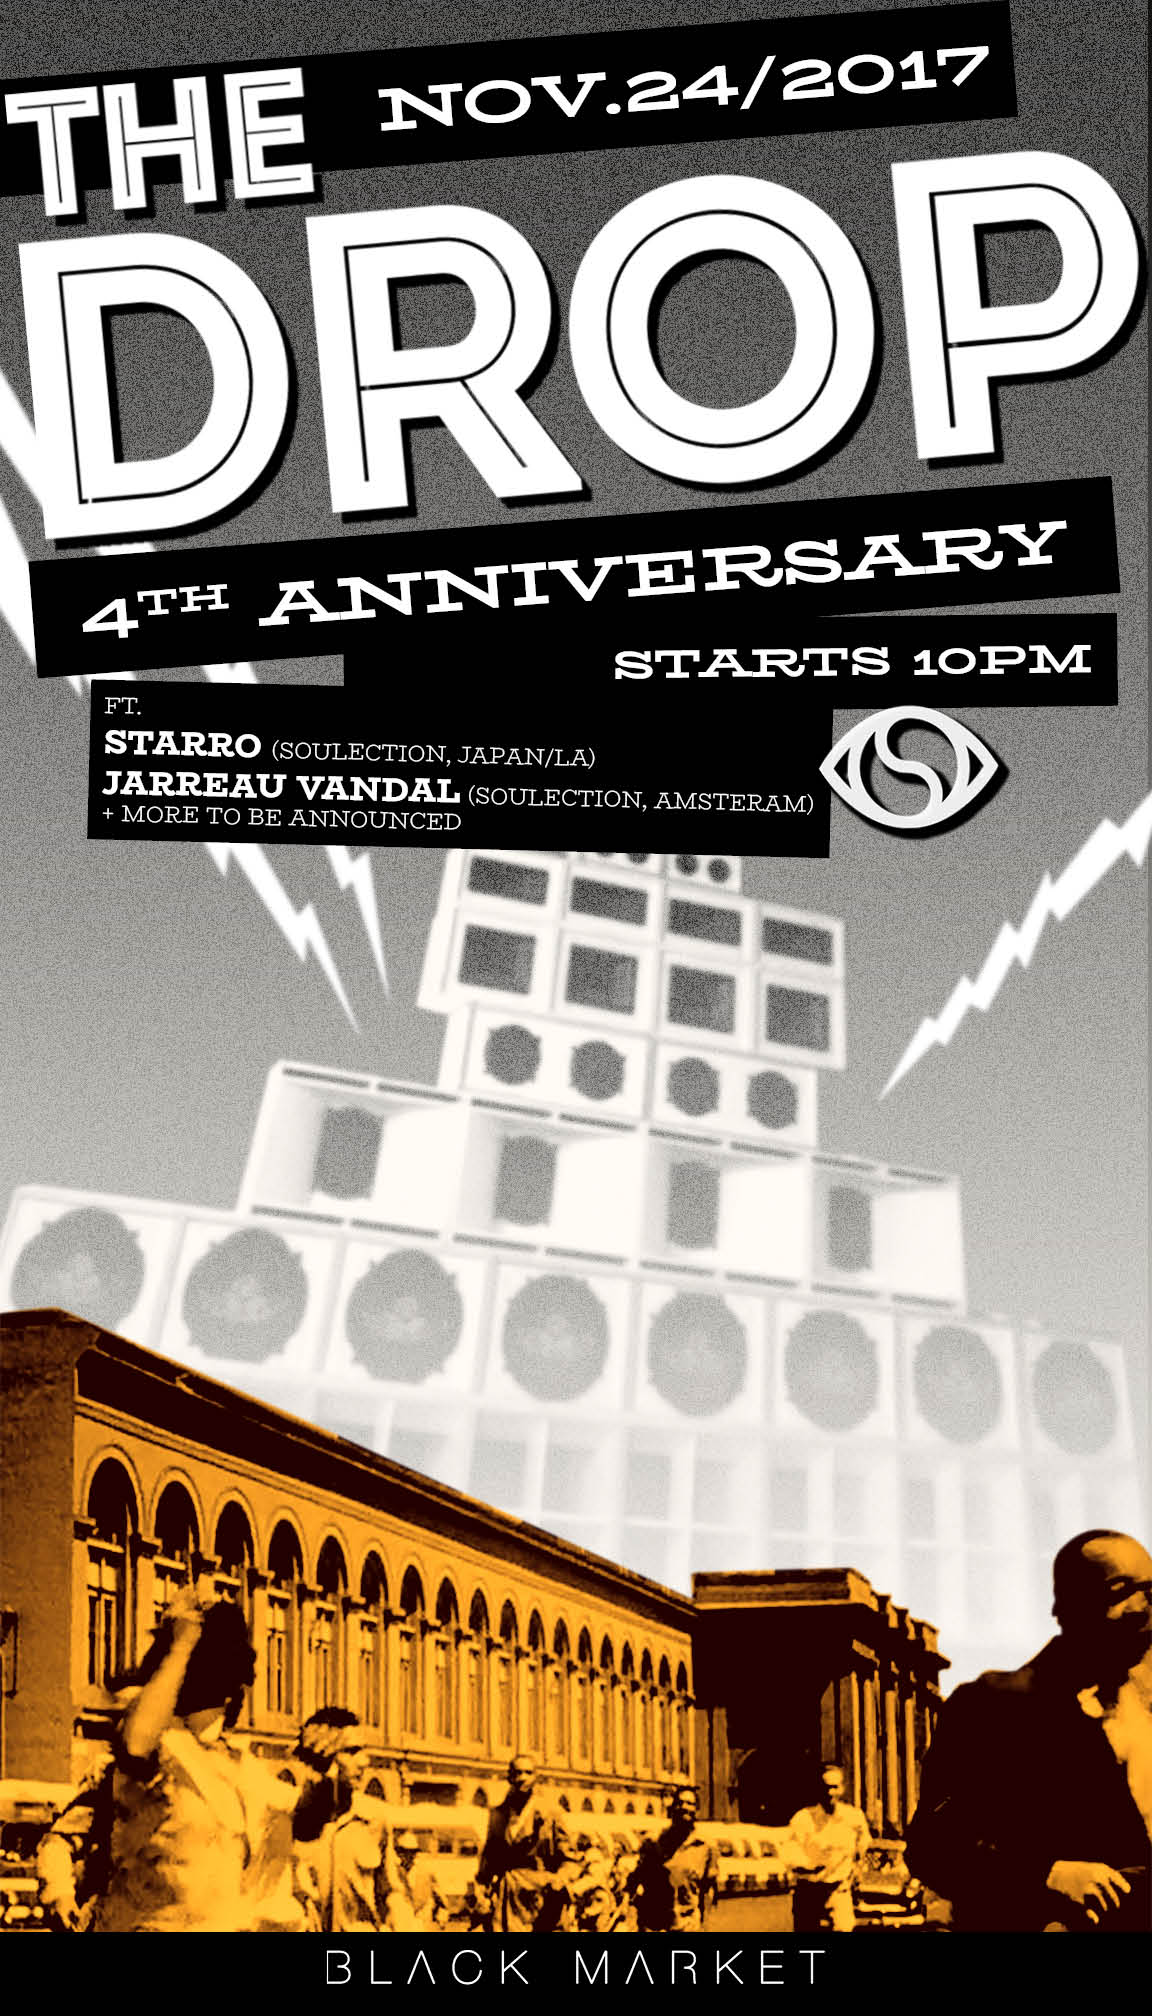 THE
NOV.24/2017
DROP
4TH ANNIVERSARY
STARTS 10PM
FT.
STARRO (SOULECTION, JAPAN/LA)
JARREAU VANDAL (SOULECTION, AMSTERAM)
+ MORE TO BE ANNOUNCED
BLACK MARKET